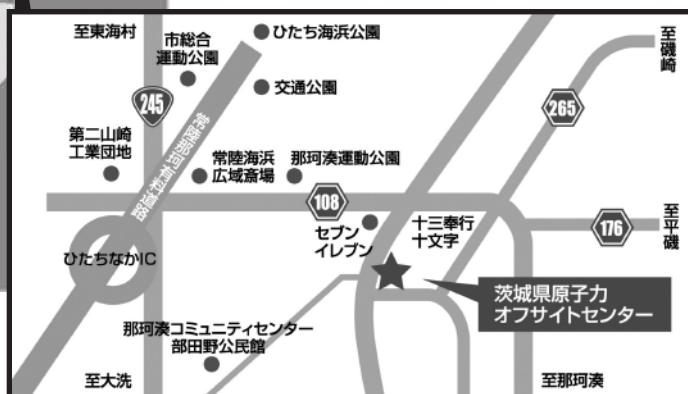 至東海村
市総合
運動公園
ひたち海浜公園
交通公園
至磯崎
245
265
第二山崎
工業団地
常陸那珂有料道路
常陸海浜
広域斎場
那珂湊運動公園
108
セブン
イレブン
十三奉行
十文字
176
至平磯
ひたちなかIC
茨城県原子力
オフサイトセンター
那珂湊コミュニティセンター
部田野公民館
至大洗
至那珂湊